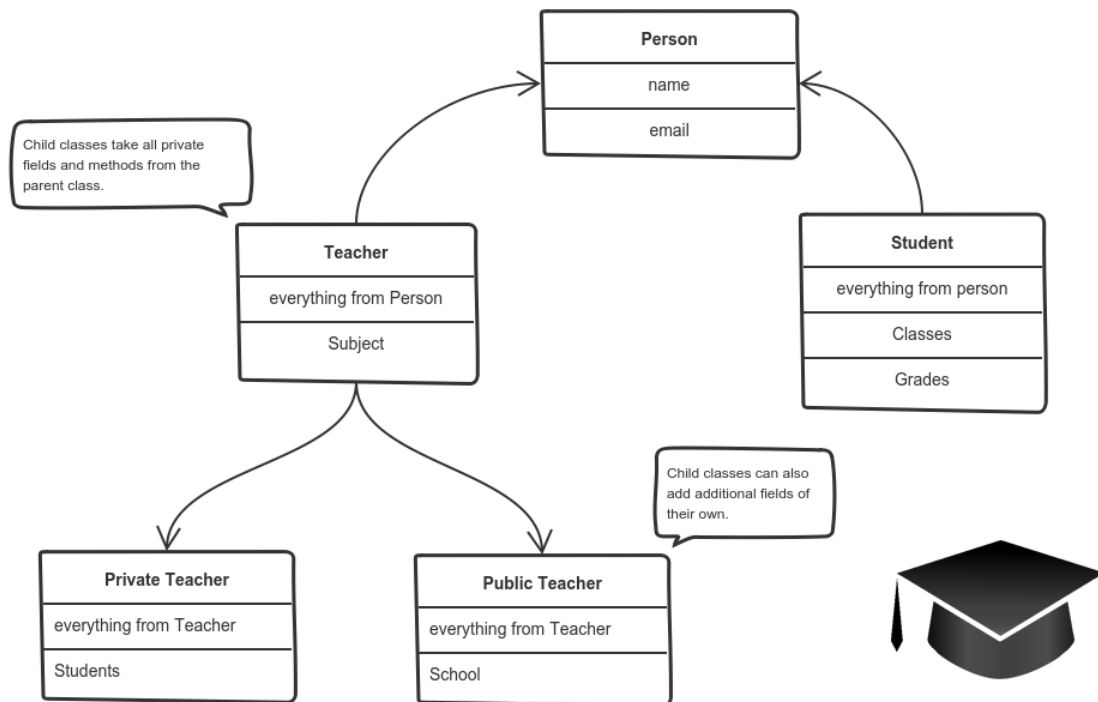 Person
name
email
Child classes take all private
fields and methods from the
parent class.
Teacher
everything from Person
Subject
Student
everything from person
Classes
Grades
Child classes can also
add additional fields of
their own.
Private Teacher
everything from Teacher
Students
Public Teacher
everything from Teacher
School